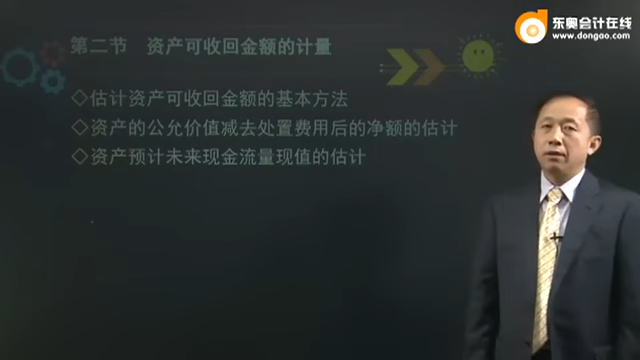 东奥会计在线
www.dongao.com
第二节 资产可收回金额的计量
◇估计资产可收回金额的基本方法
◇资产的公允价值减去处置费用后的净额的估计
◇资产预计未来现金流量现值的估计